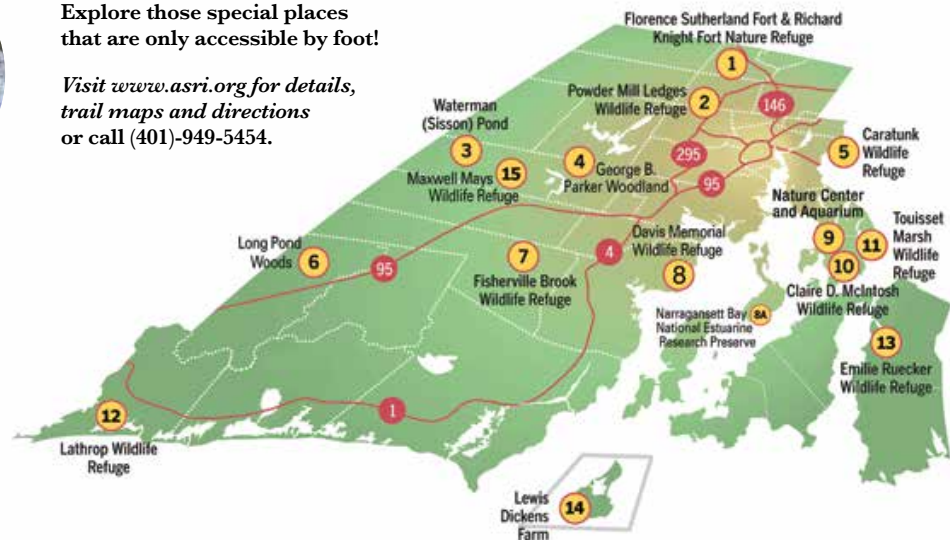 Explore those special places
that are only accessible by foot!
Visit www.asri.org for details,
trail maps and directions
or call (401)-949-5454.
Florence Sutherland Fort & Richard
Knight Fort Nature Refuge
1
Powder Mill Ledges
Wildlife Refuge
2
146
Waterman
(Sisson) Pond
3
Maxwell Mays
Wildlife Refuge
15
4
George B.
Parker Woodland
295
95
5
Caratunk
Wildlife
Refuge
Nature Center
and Aquarium
9
10
11
Touisset
Marsh
Wildlife
Refuge
Claire D. McIntosh
Wildlife Refuge
Long Pond
Woods
6
95
7
Fisherville Brook
Wildlife Refuge
4
Davis Memorial
Wildlife Refuge
8
Narragansett Bay
National Estuarine
Research Preserve
8A
13
Emilie Ruecker
Wildlife Refuge
12
Lathrop Wildlife
Refuge
1
Lewis
Dickens
Farm
14